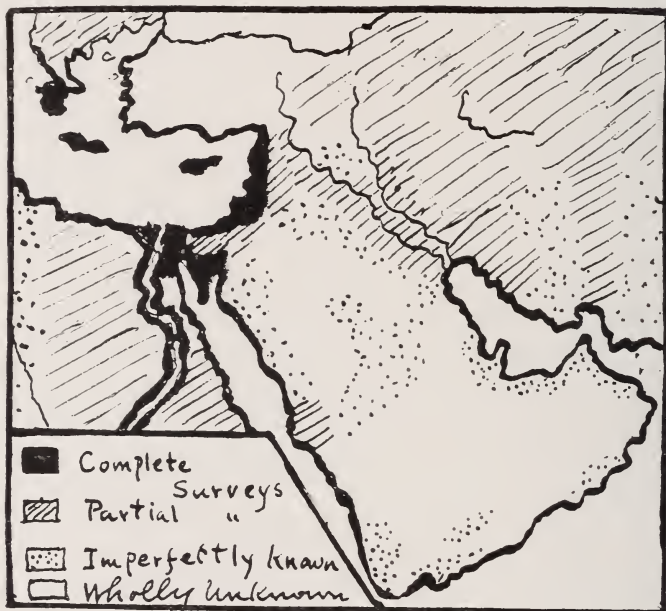 Complete
Surveys
Partial "
Imperfectly known
Wholly Unknown